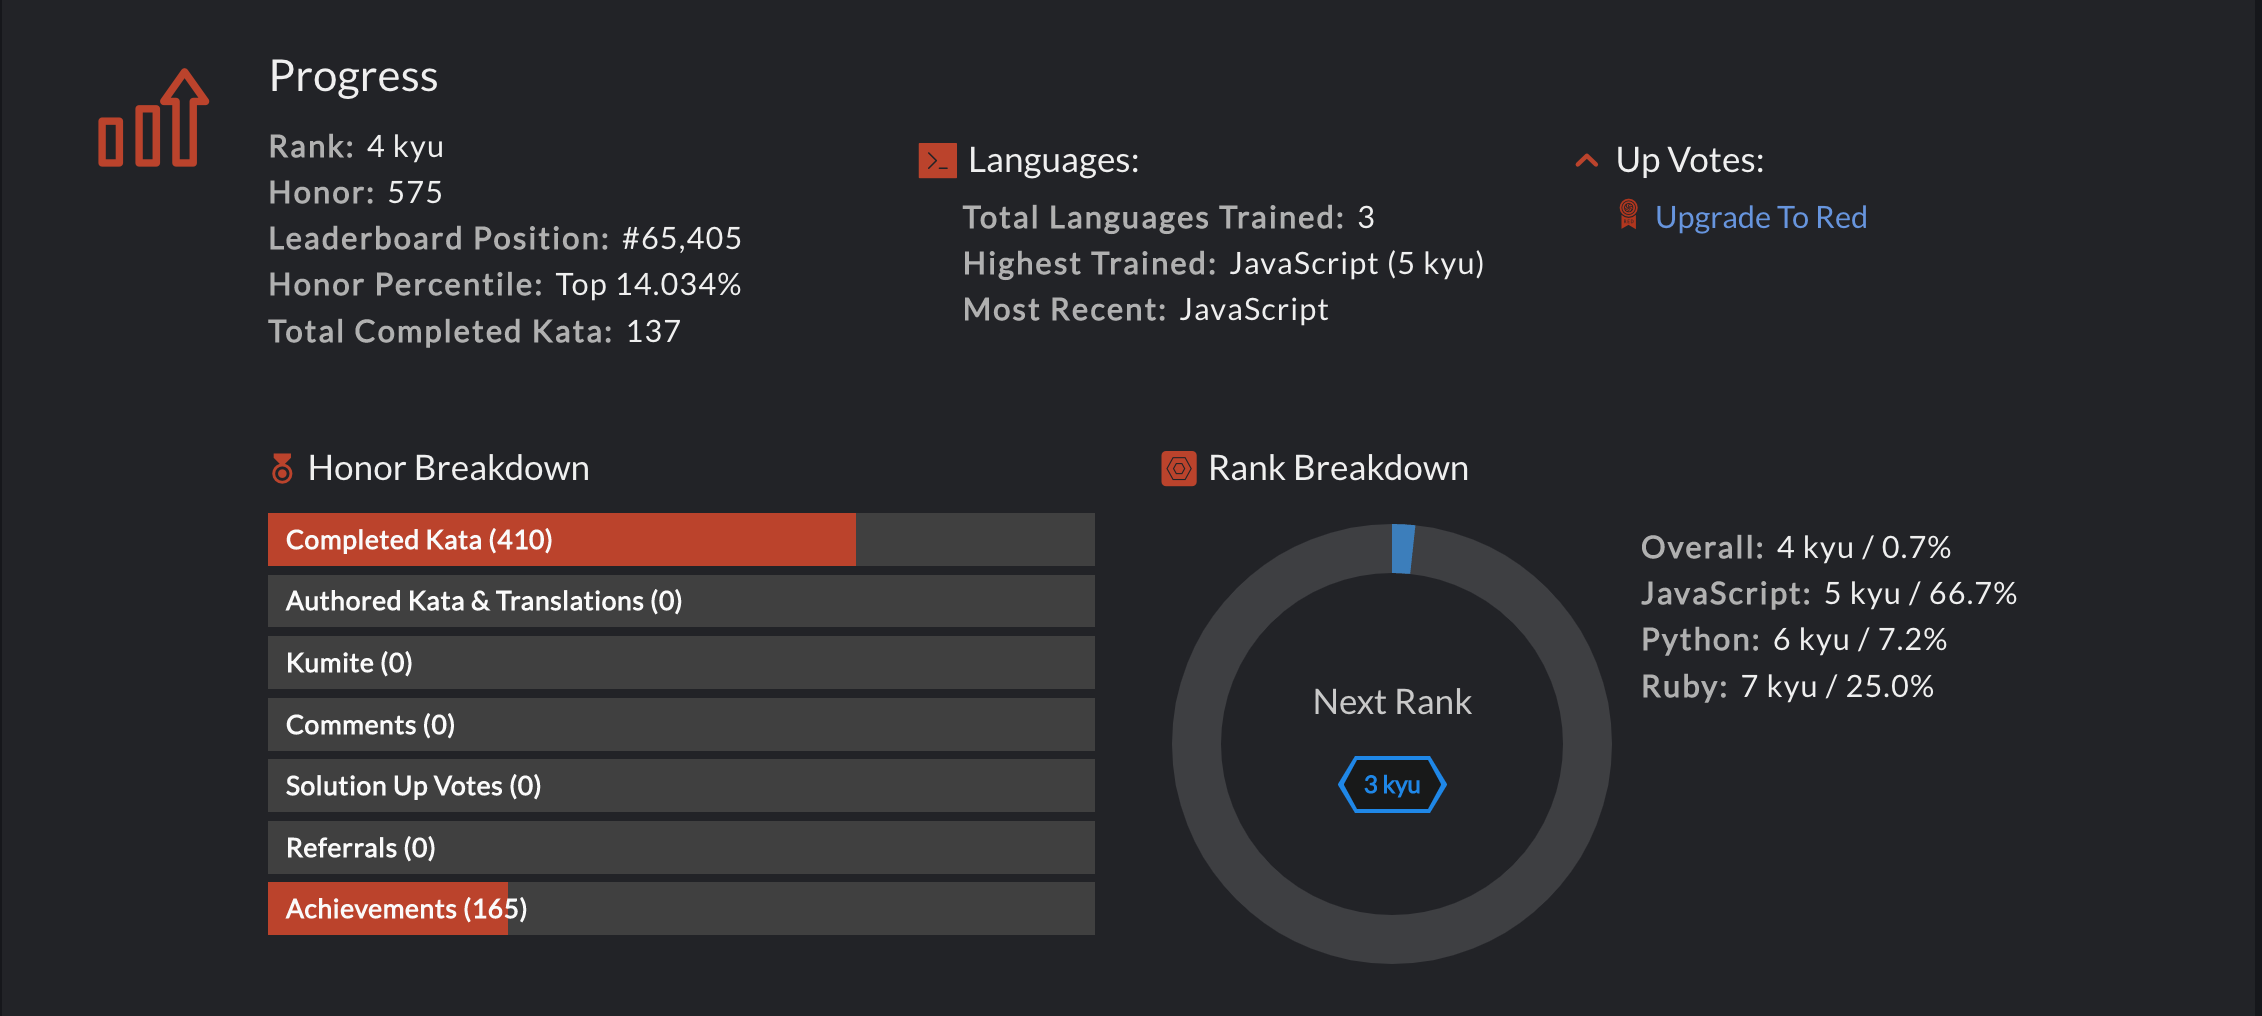 Progress
Rank: 4 kyu
Honor: 575
Leaderboard Position: #65,405
Honor Percentile: Top 14.034%
Total Completed Kata: 137
>_ Languages:
Total Languages Trained: 3
Highest Trained: JavaScript (5 kyu)
Most Recent: JavaScript
Up Votes:
Upgrade To Red
Honor Breakdown
Completed Kata (410)
Authored Kata & Translations (0)
Kumite (0)
Comments (0)
Solution Up Votes (0)
Referrals (0)
Achievements (165)
Rank Breakdown
Next Rank
3 kyu
Overall: 4 kyu / 0.7%
JavaScript: 5 kyu / 66.7%
Python: 6 kyu / 7.2%
Ruby: 7 kyu / 25.0%